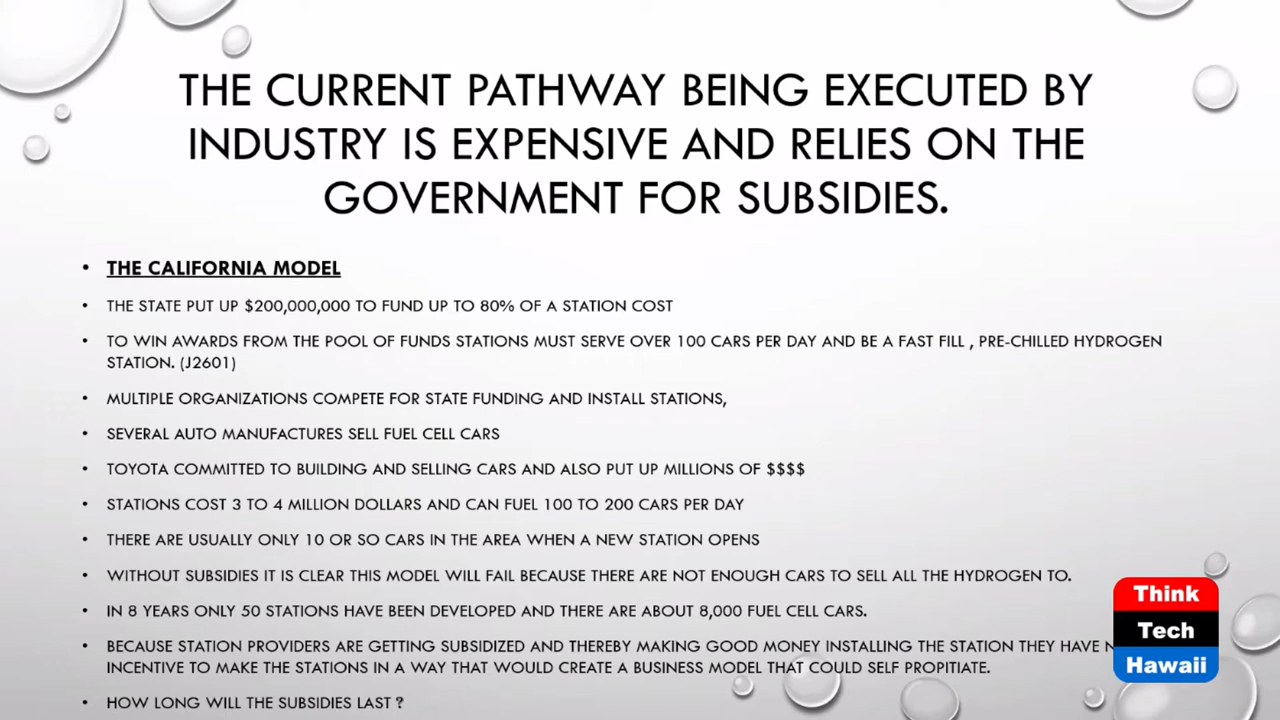 THE CURRENT PATHWAY BEING EXECUTED BY
INDUSTRY IS EXPENSIVE AND RELIES ON THE
GOVERNMENT FOR SUBSIDIES.
• THE CALIFORNIA MODEL
• THE STATE PUT UP $200,000,000 TO FUND UP TO 80% OF A STATION COST
• TO WIN AWARDS FROM THE POOL OF FUNDS STATIONS MUST SERVE OVER 100 CARS PER DAY AND BE A FAST FILL , PRE-CHILLED HYDROGEN
STATION. (J2601)
• MULTIPLE ORGANIZATIONS COMPETE FOR STATE FUNDING AND INSTALL STATIONS,
• SEVERAL AUTO MANUFACTURES SELL FUEL CELL CARS
• TOYOTA COMMITTED TO BUILDING AND SELLING CARS AND ALSO PUT UP MILLIONS OF $$$$
• STATIONS COST 3 TO 4 MILLION DOLLARS AND CAN FUEL 100 TO 200 CARS PER DAY
• THERE ARE USUALLY ONLY 10 OR SO CARS IN THE AREA WHEN A NEW STATION OPENS
• WITHOUT SUBSIDIES IT IS CLEAR THIS MODEL WILL FAIL BECAUSE THERE ARE NOT ENOUGH CARS TO SELL ALL THE HYDROGEN TO.
• IN 8 YEARS ONLY 50 STATIONS HAVE BEEN DEVELOPED AND THERE ARE ABOUT 8,000 FUEL CELL CARS.
• BECAUSE STATION PROVIDERS ARE GETTING SUBSIDIZED AND THEREBY MAKING GOOD MONEY INSTALLING THE STATION THEY HAVE
INCENTIVE TO MAKE THE STATIONS IN A WAY THAT WOULD CREATE A BUSINESS MODEL THAT COULD SELF PROPITIATE.
• HOW LONG WILL THE SUBSIDIES LAST ?
Think
Tech
Hawaii